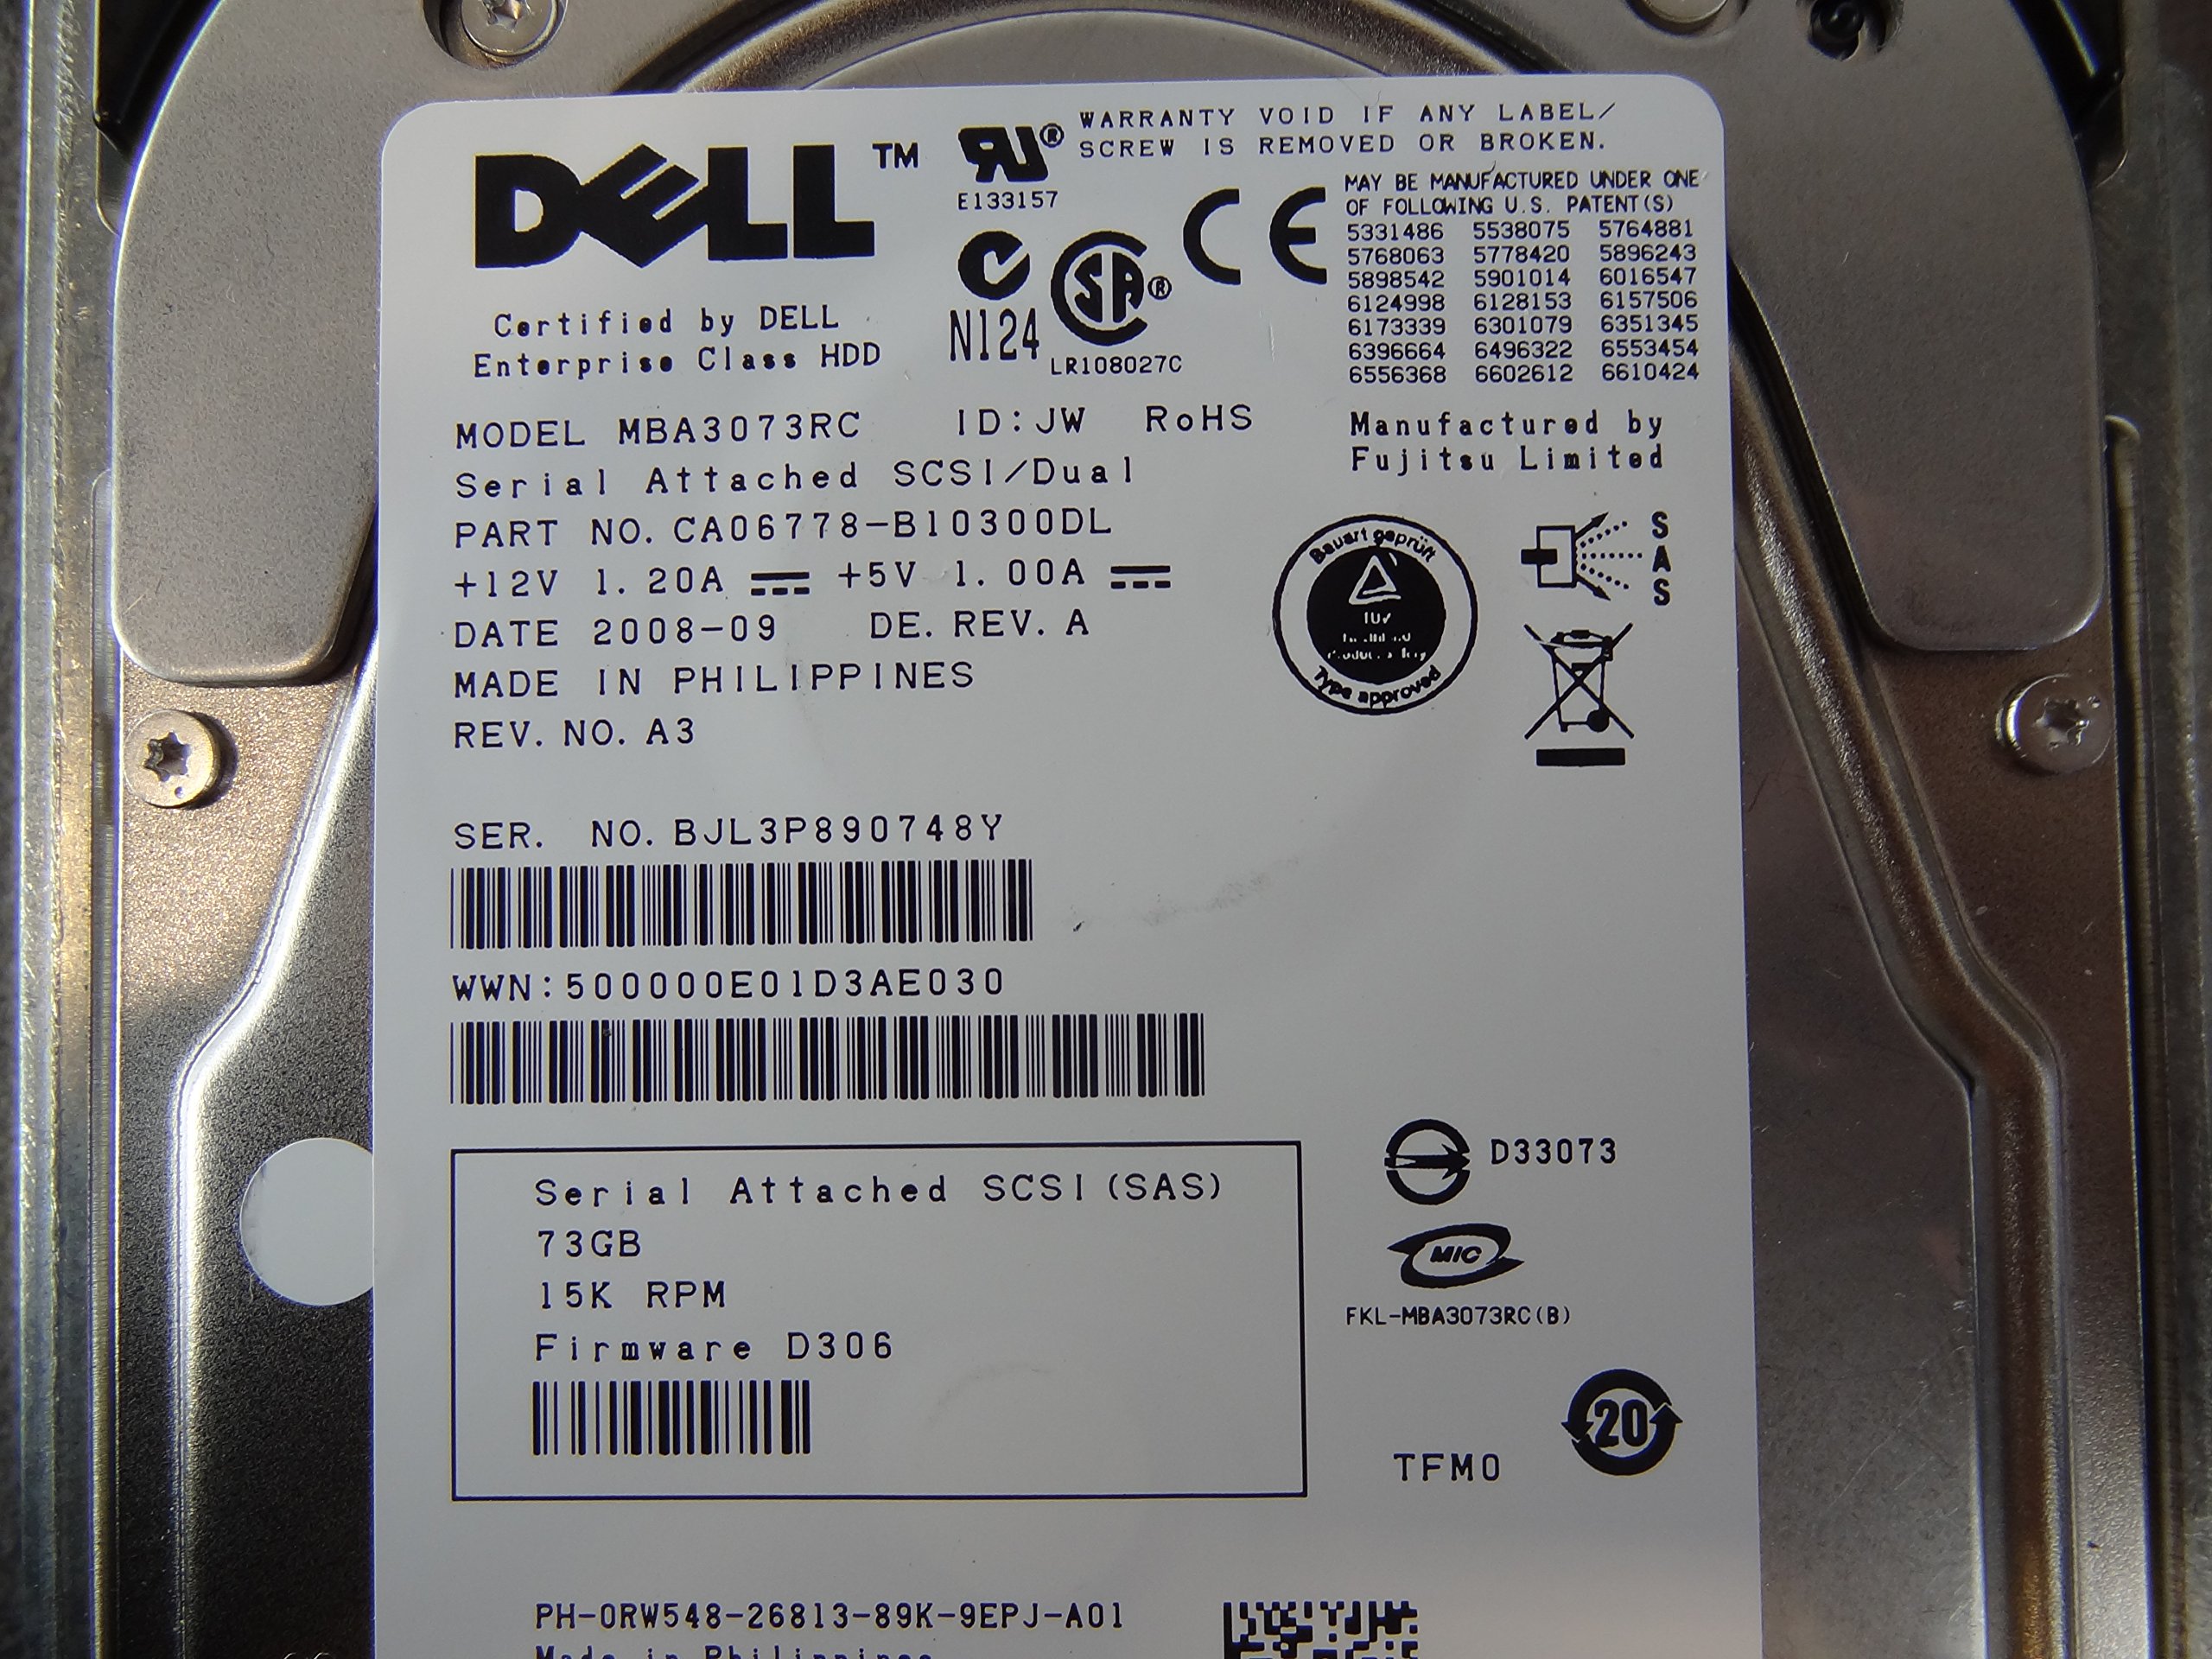 DELL™
Certified by DELL
Enterprise Class HDD
E133157
N124
SA®
LR108027C
CE
WARRANTY VOID IF ANY LABEL/
SCREW IS REMOVED OR BROKEN.
MAY BE MANUFACTURED UNDER ONE
OF FOLLOWING U.S. PATENT(S)
5331486 5538075 5764881
5768063 5778420 5896243
5898542 5901014 6016547
6124998 6128153 6157506
6173339 6301079 6351345
6396664 6496322 6553454
6556368 6602612 6610424
MODEL MBA3073RC ID:JW RoHS
Serial Attached SCSI/Dual
PART NO. CA06778-B10300DL
+12V 1.20A +5V 1.00A
DATE 2008-09 DE. REV. A
MADE IN PHILIPPINES
REV. NO. A3
Manufactured by
Fujitsu Limited
Bauart geprüft
TÜV
Type approved
SAS
SER. NO. BJL3P890748Y
WWN:500000E01D3AE030
Serial Attached SCSI(SAS)
73GB
15K RPM
Firmware D306
D33073
MIC
FKL-MBA3073RC(B)
20
TFM0
PH-0RW548-26813-89K-9EPJ-A01
Made in Philippines